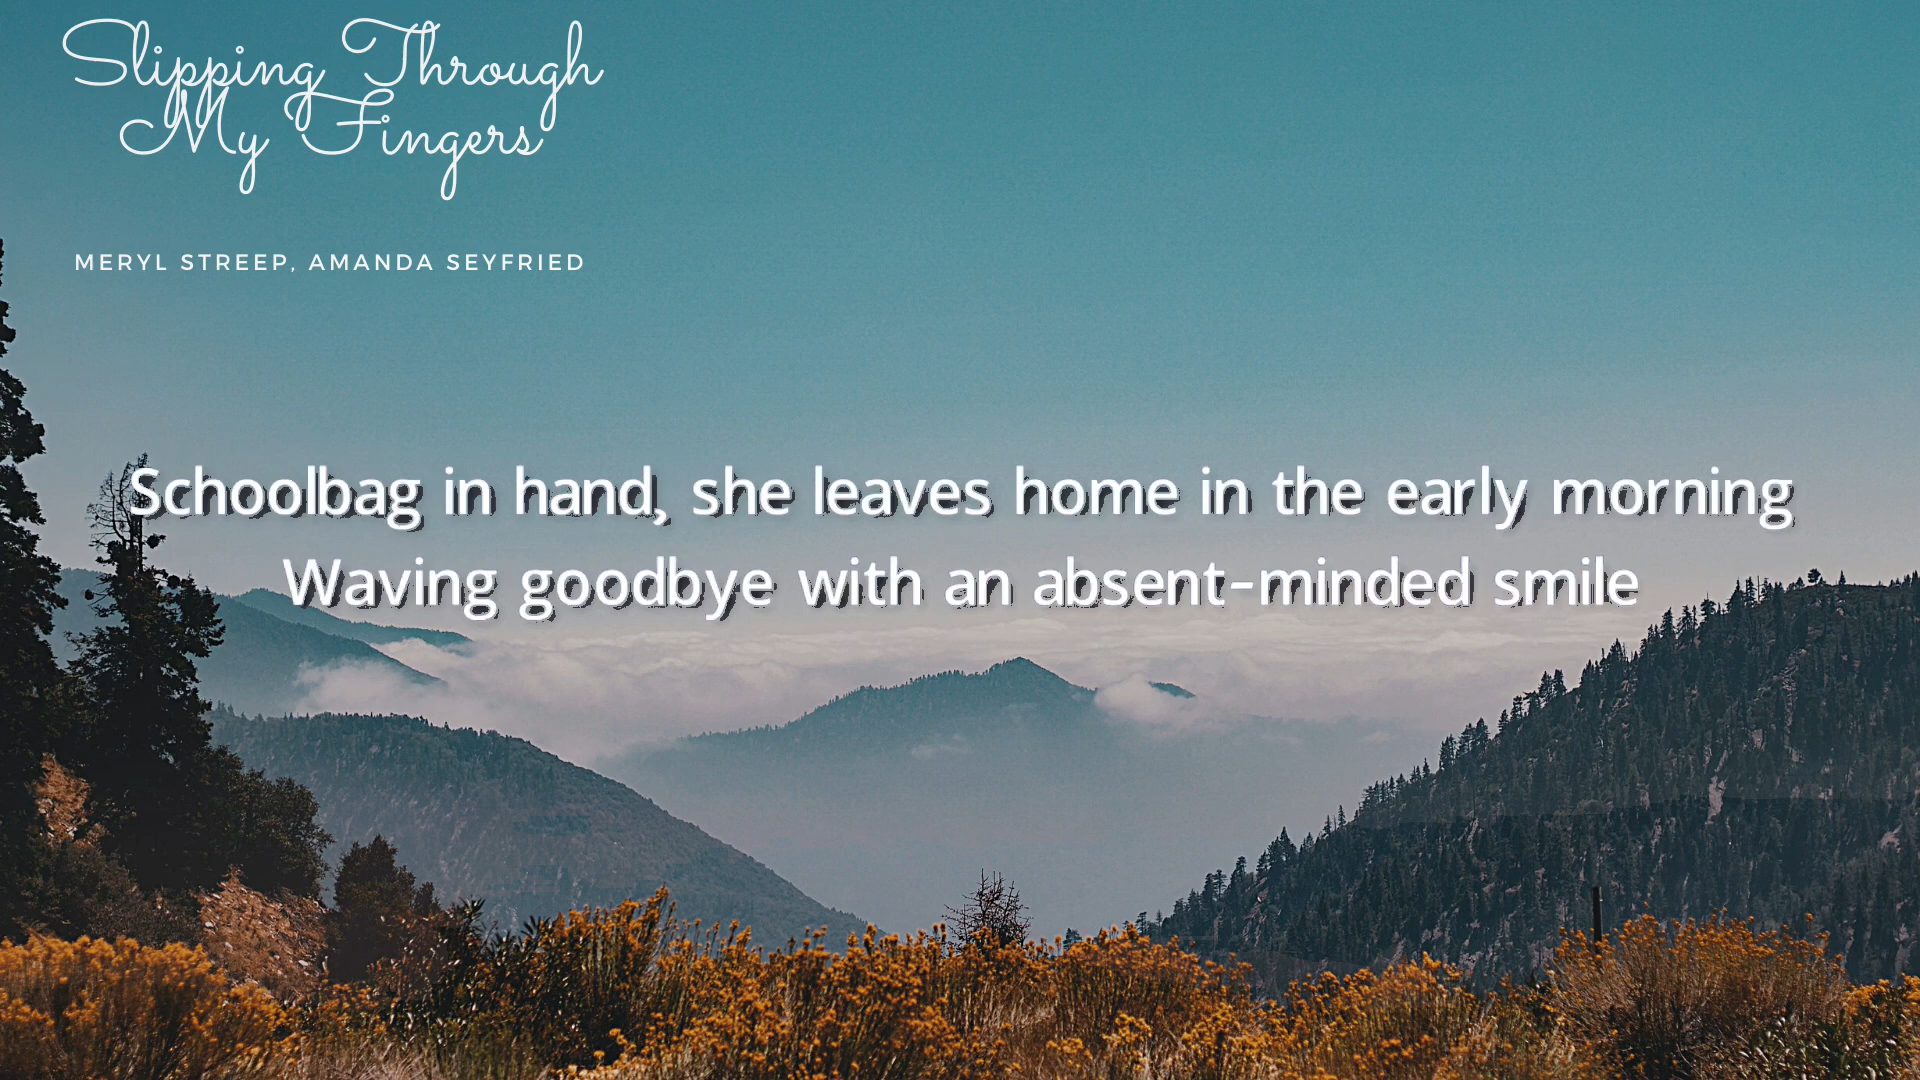 Slipping Through
My Fingers
MERYL STREEP, AMANDA SEYFRIED
Schoolbag in hand, she leaves home in the early morning
Waving goodbye with an absent-minded smile